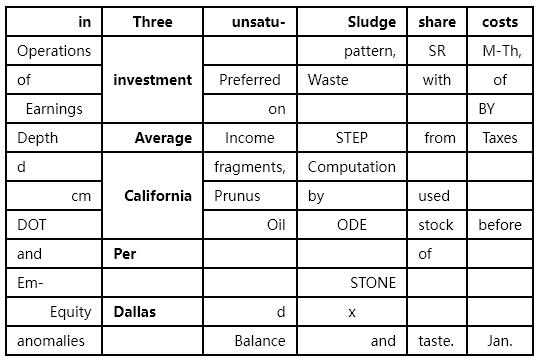 in Three unsatu- Sludge share costs
Operations pattern, SR M-Th,
of investment Preferred Waste with of
Earnings on BY
Depth Average Income STEP from Taxes
d fragments, Computation
cm California Prunus by used
DOT Oil ODE stock before
and Per of
Em- STONE
Equity Dallas d x
anomalies Balance and taste. Jan.